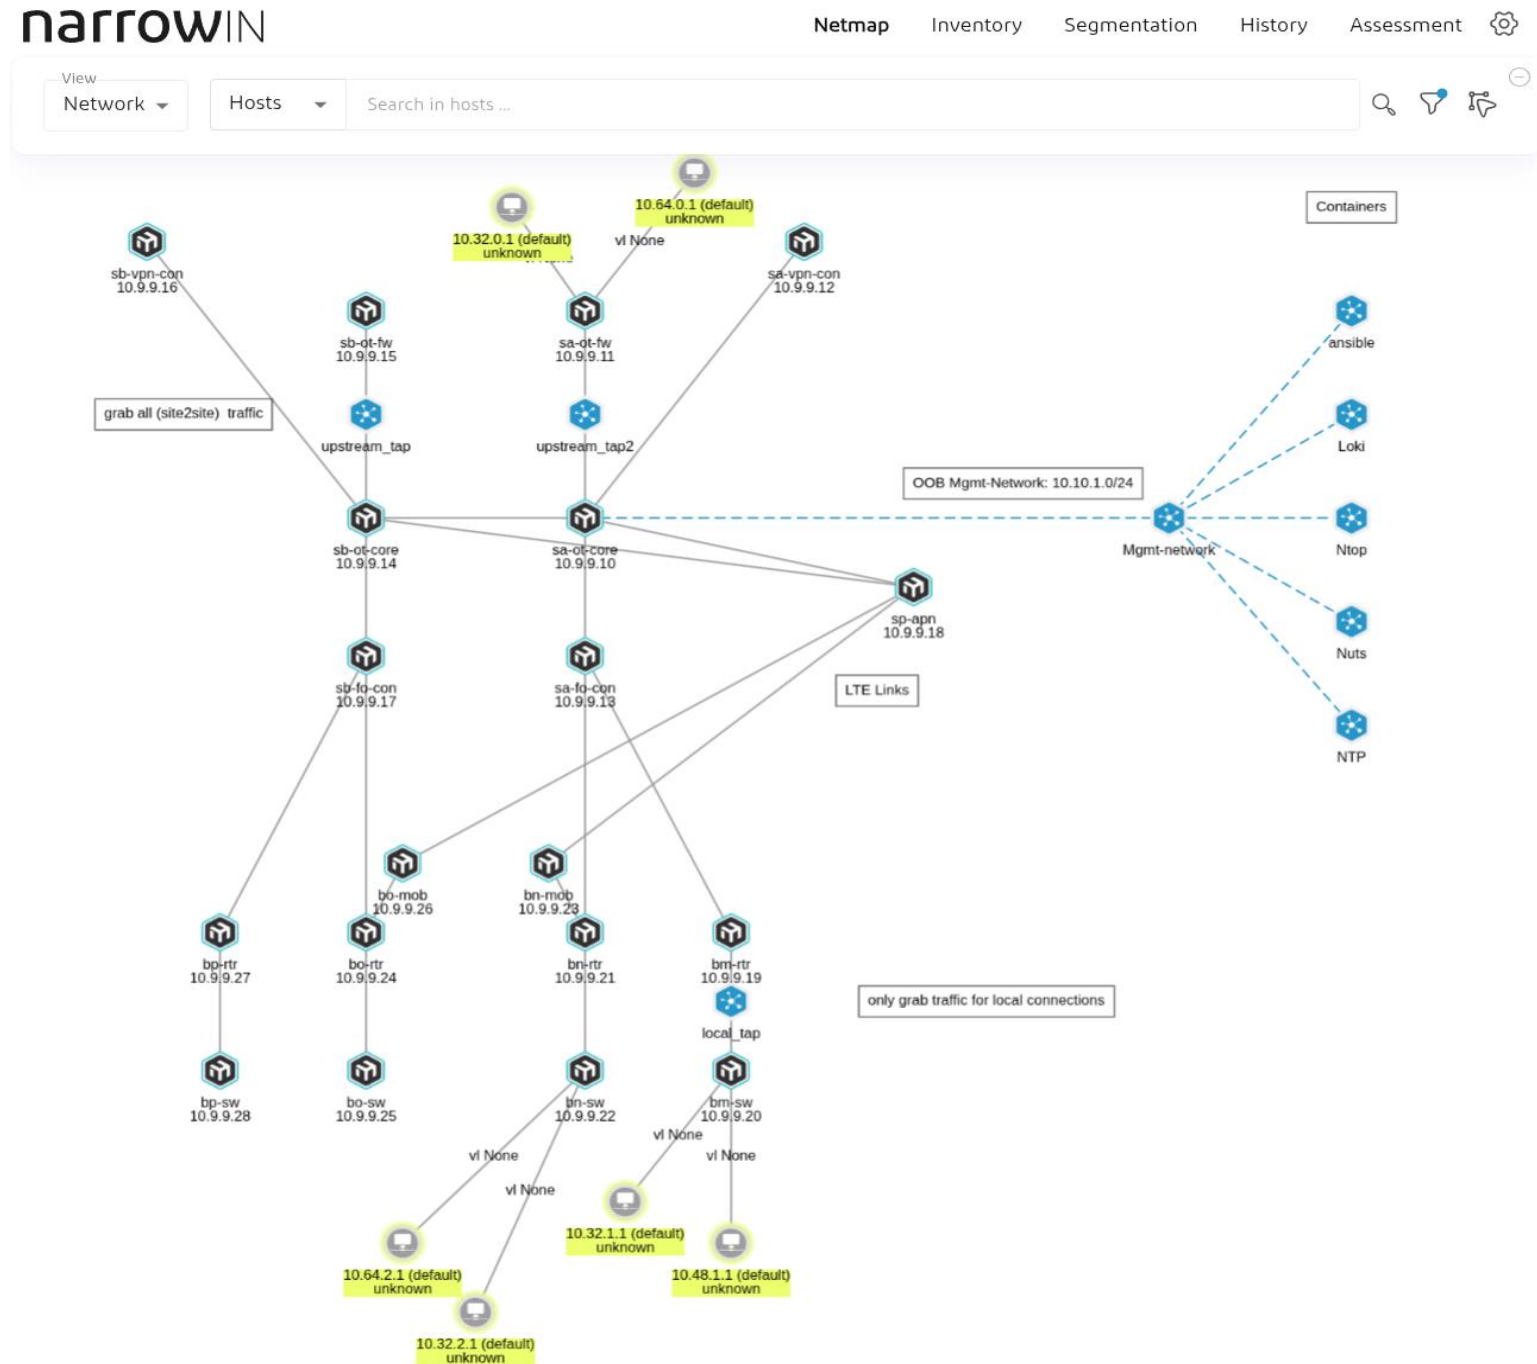 narrowIN
Netmap
Inventory
Segmentation
History
Assessment
View
Network
Hosts
Search in hosts ...
10.64.0.1 (default)
unknown
Containers
10.32.0.1 (default)
unknown
vl None
sb-vpn-con
10.9.9.16
sa-vpn-con
10.9.9.12
sb-ot-fw
10.9.9.15
sa-ot-fw
10.9.9.11
ansible
grab all (site2site) traffic
upstream_tap
upstream_tap2
Loki
OOB Mgmt-Network: 10.10.1.0/24
sb-ot-core
10.9.9.14
sa-ot-core
10.9.9.10
Mgmt-network
Ntop
sp-apn
10.9.9.18
Nuts
sb-fo-con
10.9.9.17
sa-fo-con
10.9.9.13
LTE Links
NTP
bo-mob
10.9.9.26
bn-mob
10.9.9.23
bp-rtr
10.9.9.27
bo-rtr
10.9.9.24
bn-rtr
10.9.9.21
bm-rtr
10.9.9.19
only grab traffic for local connections
local_tap
bp-sw
10.9.9.28
bo-sw
10.9.9.25
bn-sw
10.9.9.22
bm-sw
10.9.9.20
vl None
vl None
vl None
vl None
10.32.1.1 (default)
unknown
10.64.2.1 (default)
unknown
10.48.1.1 (default)
unknown
10.32.2.1 (default)
unknown